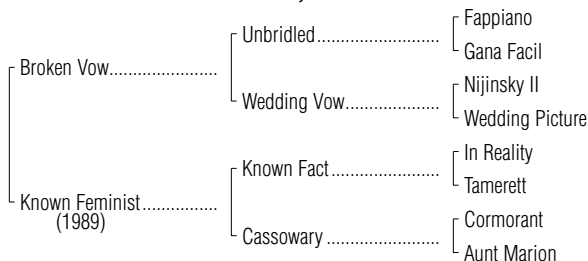 Fappiano
Unbridled
Gana Facil
Broken Vow
Nijinsky II
Wedding Vow
Wedding Picture
In Reality
Known Fact
Tamerett
Known Feminist
(1989)
Cormorant
Cassowary
Aunt Marion